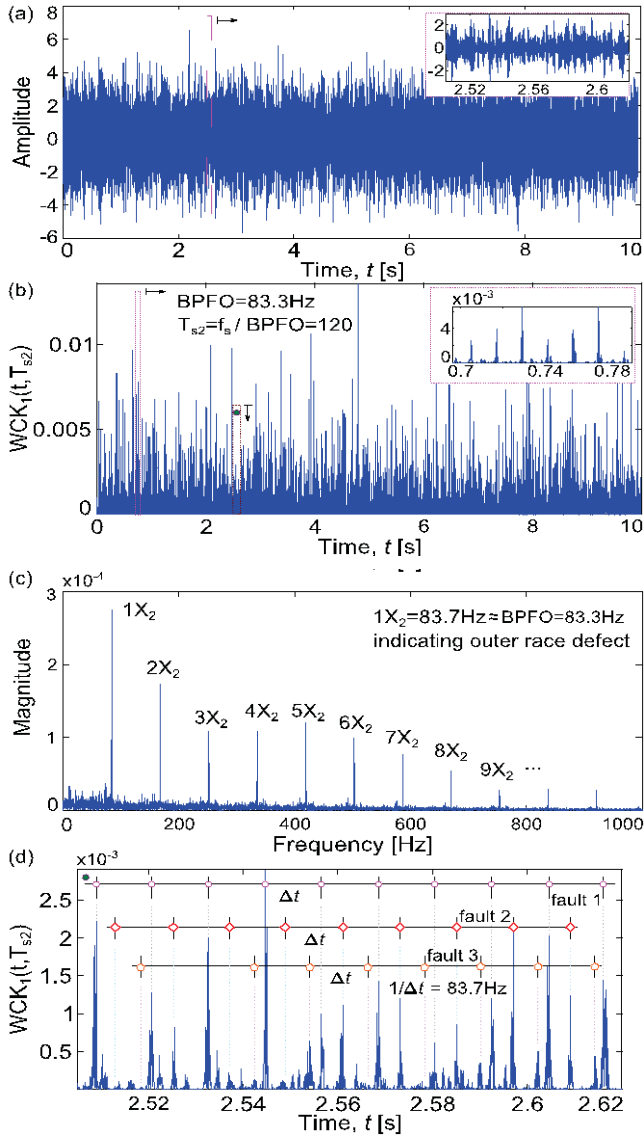 (a)
8
6
4
2
0
-2
-4
-6
Amplitude
0 2 4 6 8 10
Time, t [s]
2
0
-2
2.52 2.56 2.6
(b)
BPFO=83.3Hz
Ts2=fs / BPFO=120
0.01
0.005
0
WCK1(t,Ts2)
0 2 4 6 8 10
Time, t [s]
×10-3
4
0
0.7 0.74 0.78
(c)
×10-4
3
2
1
0
Magnitude
1X2
2X2
3X2 4X2 5X2 6X2 7X2 8X2 9X2 ...
1X2=83.7Hz≈BPFO=83.3Hz
indicating outer race defect
0 200 400 600 800 1000
Frequency [Hz]
(d)
×10-3
2.5
2
1.5
1
0.5
WCK1(t,Ts2)
Δt fault 1
Δt fault 2
Δt fault 3
1/Δt = 83.7Hz
2.52 2.54 2.56 2.58 2.6 2.62
Time, t [s]